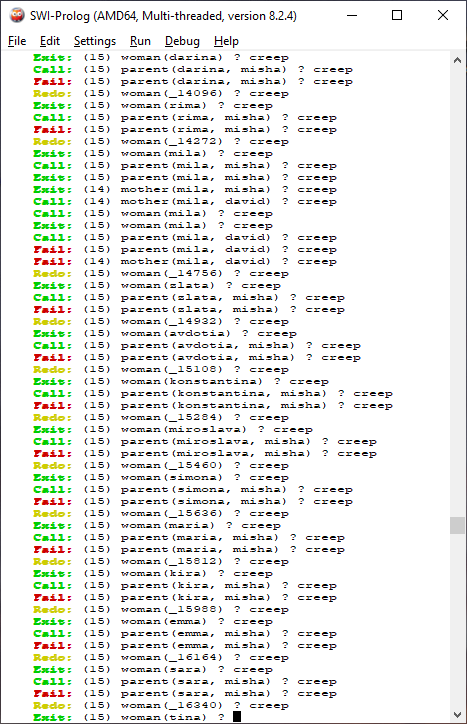 SWI-Prolog (AMD64, Multi-threaded, version 8.2.4)
File Edit Settings Run Debug Help
Exit: (15) woman(darina) ? creep
Call: (15) parent(darina, misha) ? creep
Fail: (15) parent(darina, misha) ? creep
Redo: (15) woman(_14096) ? creep
Exit: (15) woman(rima) ? creep
Call: (15) parent(rima, misha) ? creep
Fail: (15) parent(rima, misha) ? creep
Redo: (15) woman(_14272) ? creep
Exit: (15) woman(mila) ? creep
Call: (15) parent(mila, misha) ? creep
Exit: (15) parent(mila, misha) ? creep
Exit: (14) mother(mila, misha) ? creep
Call: (14) mother(mila, david) ? creep
Call: (15) woman(mila) ? creep
Exit: (15) woman(mila) ? creep
Call: (15) parent(mila, david) ? creep
Fail: (15) parent(mila, david) ? creep
Fail: (14) mother(mila, david) ? creep
Redo: (15) woman(_14756) ? creep
Exit: (15) woman(zlata) ? creep
Call: (15) parent(zlata, misha) ? creep
Fail: (15) parent(zlata, misha) ? creep
Redo: (15) woman(_14932) ? creep
Exit: (15) woman(avdotia) ? creep
Call: (15) parent(avdotia, misha) ? creep
Fail: (15) parent(avdotia, misha) ? creep
Redo: (15) woman(_15108) ? creep
Exit: (15) woman(konstantina) ? creep
Call: (15) parent(konstantina, misha) ? creep
Fail: (15) parent(konstantina, misha) ? creep
Redo: (15) woman(_15284) ? creep
Exit: (15) woman(miroslava) ? creep
Call: (15) parent(miroslava, misha) ? creep
Fail: (15) parent(miroslava, misha) ? creep
Redo: (15) woman(_15460) ? creep
Exit: (15) woman(simona) ? creep
Call: (15) parent(simona, misha) ? creep
Fail: (15) parent(simona, misha) ? creep
Redo: (15) woman(_15636) ? creep
Exit: (15) woman(maria) ? creep
Call: (15) parent(maria, misha) ? creep
Fail: (15) parent(maria, misha) ? creep
Redo: (15) woman(_15812) ? creep
Exit: (15) woman(kira) ? creep
Call: (15) parent(kira, misha) ? creep
Fail: (15) parent(kira, misha) ? creep
Redo: (15) woman(_15988) ? creep
Exit: (15) woman(emma) ? creep
Call: (15) parent(emma, misha) ? creep
Fail: (15) parent(emma, misha) ? creep
Redo: (15) woman(_16164) ? creep
Exit: (15) woman(sara) ? creep
Call: (15) parent(sara, misha) ? creep
Fail: (15) parent(sara, misha) ? creep
Redo: (15) woman(_16340) ? creep
Exit: (15) woman(tina) ?